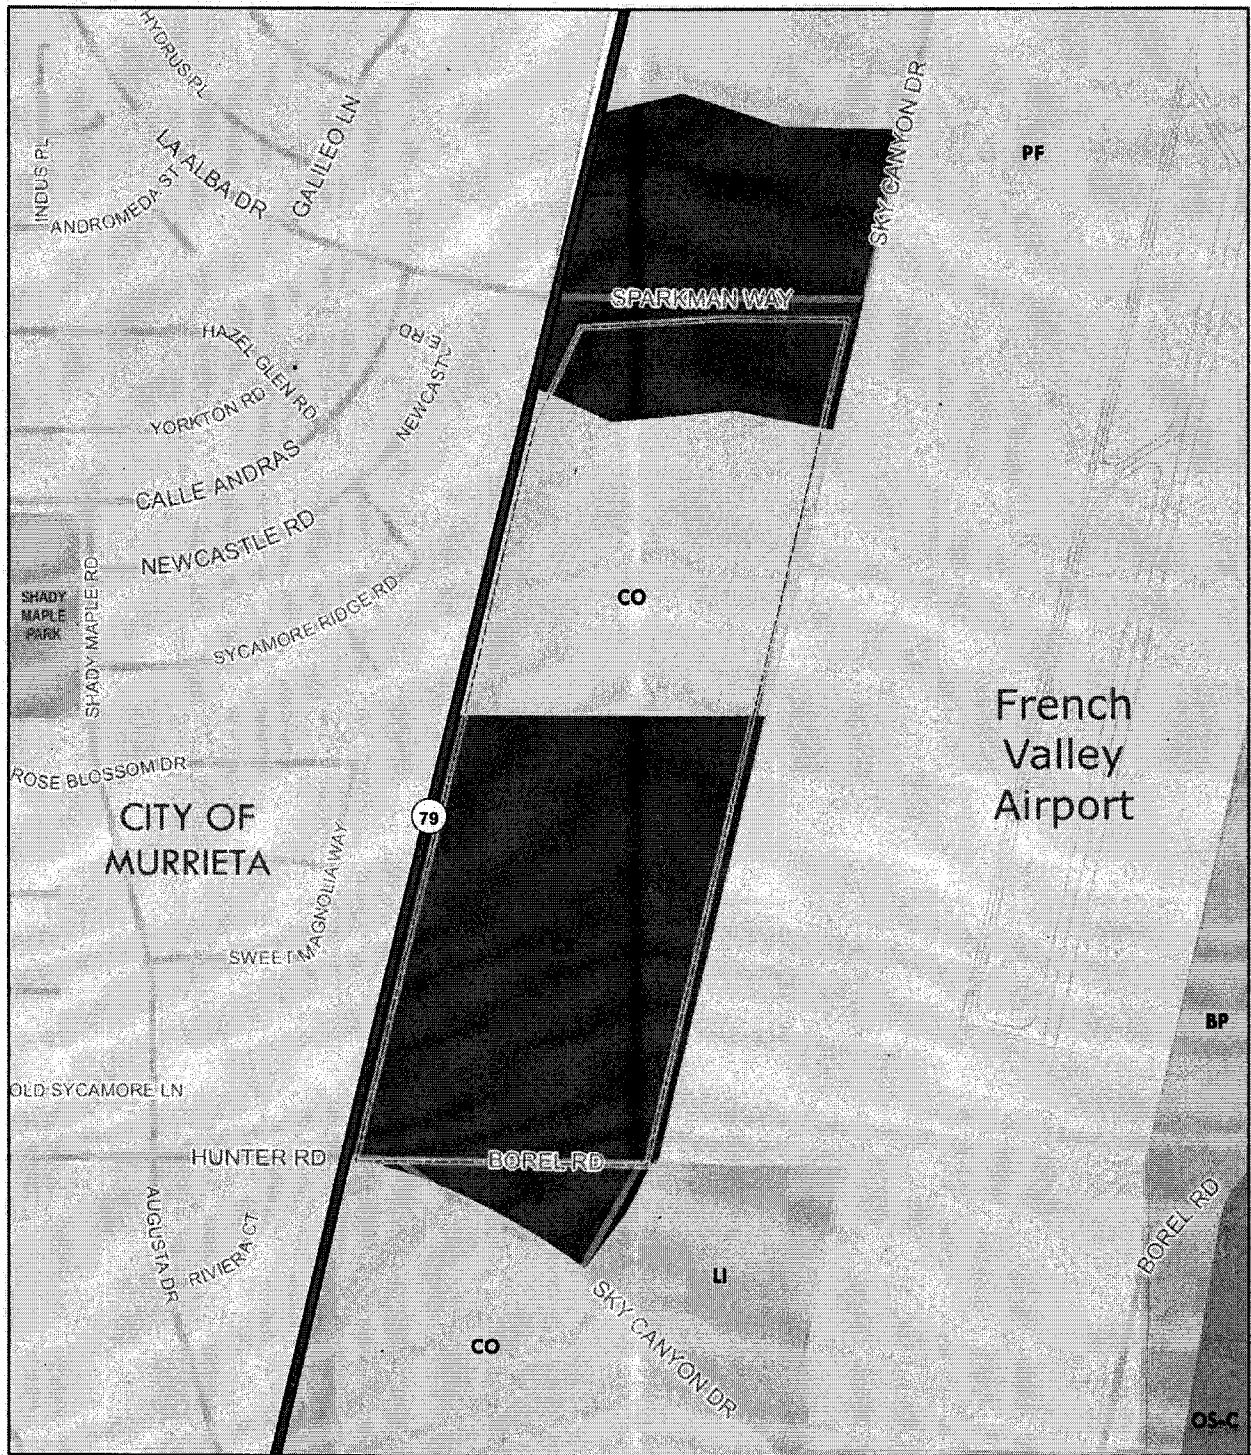 HYDRUS PL
GALILEO LN
SKY CANYON DR
PF
INDUS PL
LA ALBA DR
ANDROMEDA ST
SPARKMAN WAY
HAZEL GLEN RD
NEWCASTLE RD
YORKTON RD
CALLE ANDRAS
NEWCASTLE RD
SHADY
MAPLE
PARK
SHADY MAPLE RD
SYCAMORE RIDGE RD
CO
French
Valley
Airport
ROSE BLOSSOM DR
CITY OF
MURRIETA
79
SWEET MAGNOLIA WAY
BP
OLD SYCAMORE LN
HUNTER RD
BOREL RD
AUGUSTA DR
RIVIERA CT
BOREL RD
LI
SKY CANYON DR
CO
OS-C